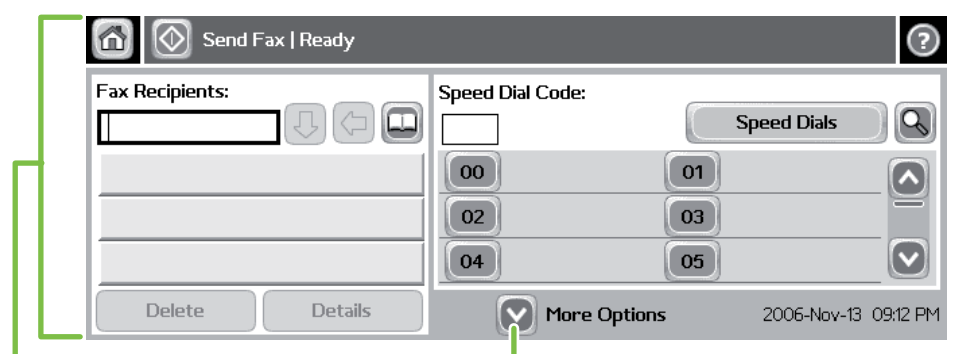 Send Fax | Ready
?
Fax Recipients:
Speed Dial Code:
Speed Dials
00 01
02 03
04 05
Delete Details
More Options
2006-Nov-13 09:12 PM